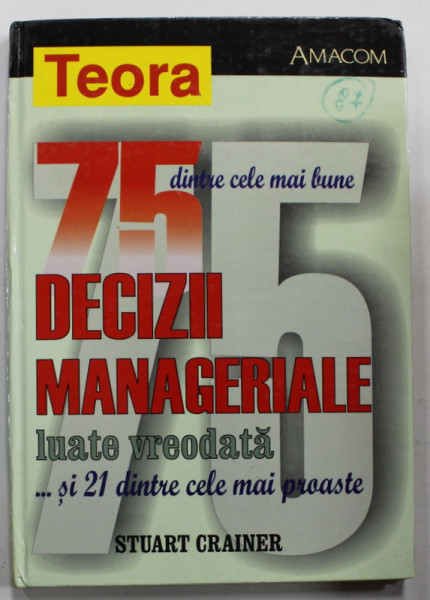 Teora
AMACOM
87
75 dintre cele mai bune
DECIZII
MANAGERIALE
luate vreodată
... și 21 dintre cele mai proaste
STUART CRAINER